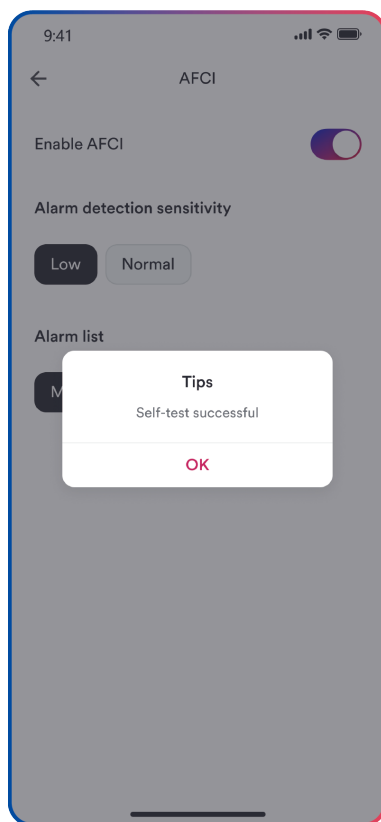 9:41
AFCI
Enable AFCI
Alarm detection sensitivity
Low Normal
Alarm list
Tips
Self-test successful
OK